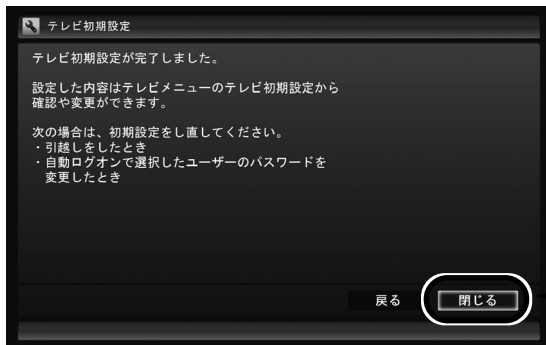 テレビ初期設定
テレビ初期設定が完了しました。
設定した内容はテレビメニューのテレビ初期設定から
確認や変更ができます。
次の場合は、初期設定をし直してください。
・引越しをしたとき
・自動ログオンで選択したユーザーのパスワードを
変更したとき
戻る 閉じる